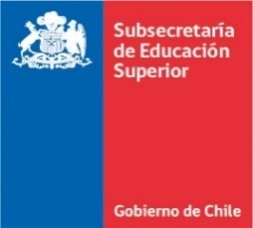 Subsecretaría
de Educación
Superior
Gobierno de Chile